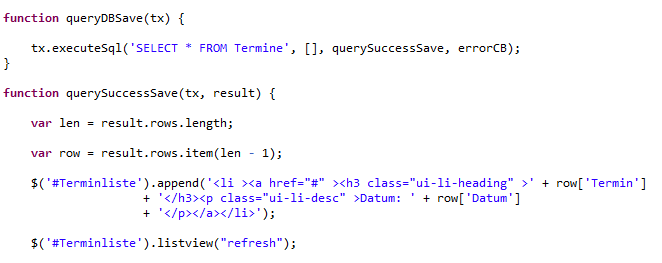 function queryDBSave(tx) {
tx.executeSql('SELECT * FROM Termine', [], querySuccessSave, errorCB);
}
function querySuccessSave(tx, result) {
var len = result.rows.length;
var row = result.rows.item(len - 1);
$('#Terminliste').append('<li ><a href="#" ><h3 class="ui-li-heading" >' + row['Termin']
+ '</h3><p class="ui-li-desc" >Datum: ' + row['Datum']
+ '</p></a></li>');
$('#Terminliste').listview("refresh");